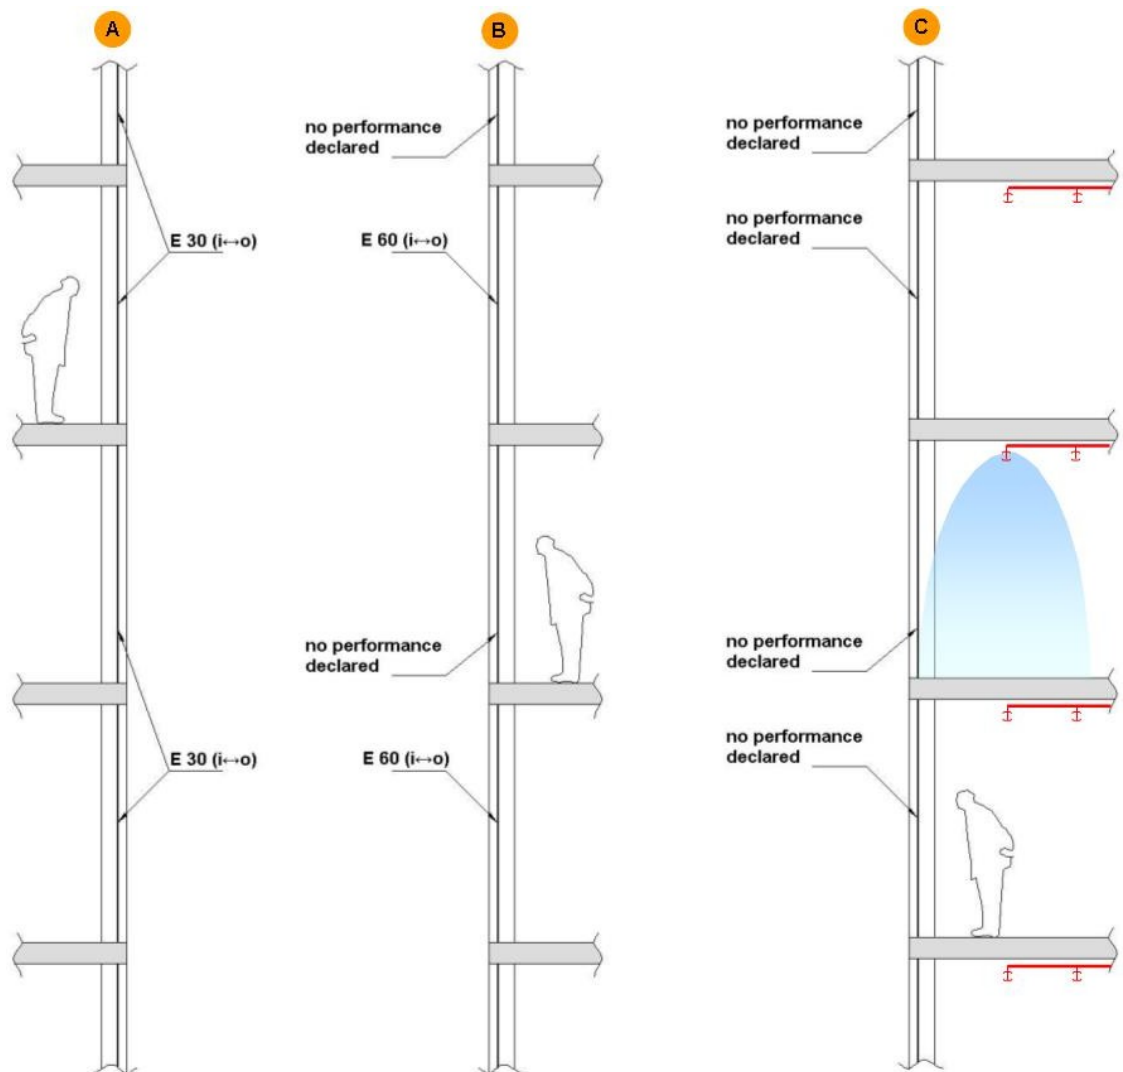 A
B
C
no performance
declared
no performance
declared
E 30 (i↔o)
E 60 (i↔o)
no performance
declared
no performance
declared
no performance
declared
E 30 (i↔o)
E 60 (i↔o)
no performance
declared